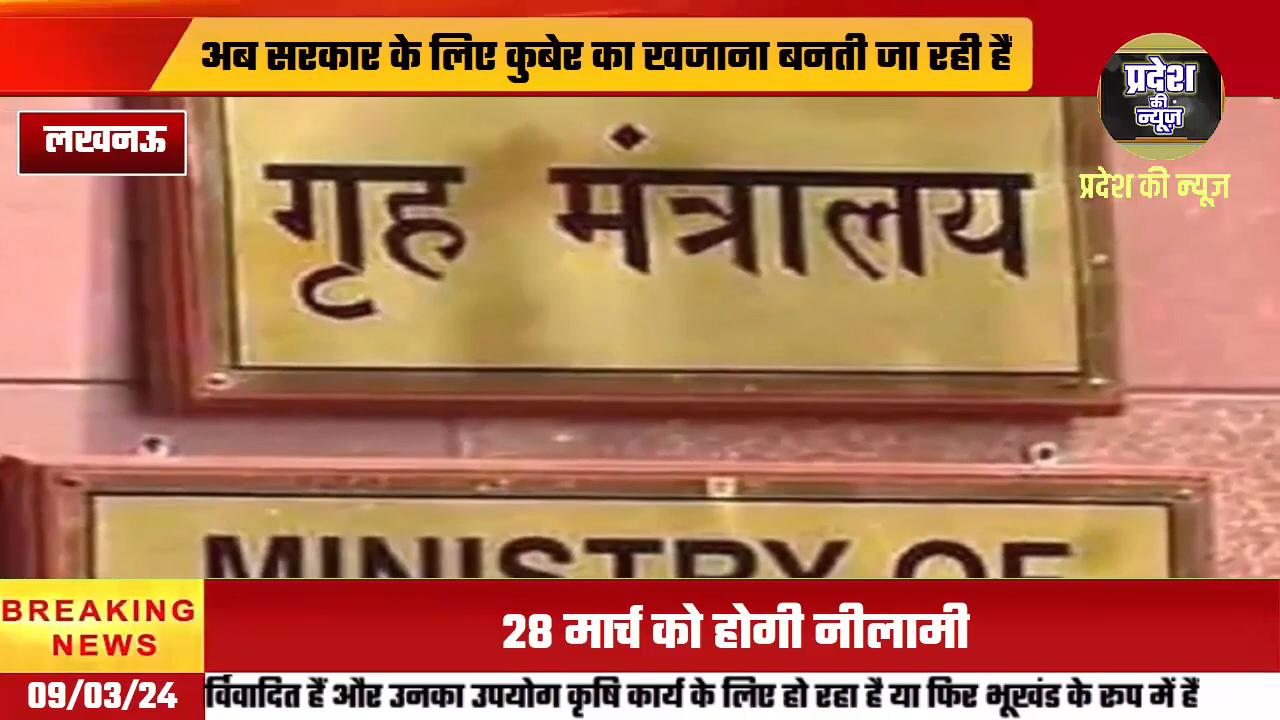 अब सरकार के लिए कुबेर का खजाना बनती जा रही हैं
प्रदेश
की
न्यूज़
प्रदेश की न्यूज़
लखनऊ
गृह मंत्रालय
MINISTRY OF
BREAKING
NEWS
28 मार्च को होगी नीलामी
09/03/24
र्विवादित हैं और उनका उपयोग कृषि कार्य के लिए हो रहा है या फिर भूखंड के रूप में हैं